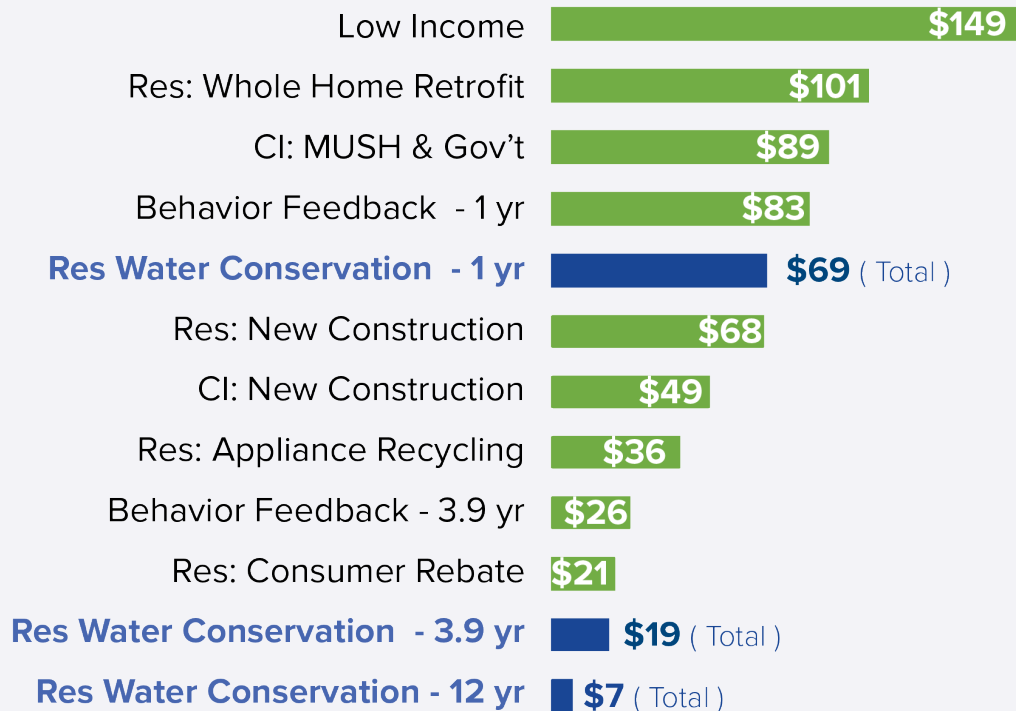 Low Income $149
Res: Whole Home Retrofit $101
CI: MUSH & Gov’t $89
Behavior Feedback - 1 yr $83
Res Water Conservation - 1 yr $69 ( Total )
Res: New Construction $68
CI: New Construction $49
Res: Appliance Recycling $36
Behavior Feedback - 3.9 yr $26
Res: Consumer Rebate $21
Res Water Conservation - 3.9 yr $19 ( Total )
Res Water Conservation - 12 yr $7 ( Total )